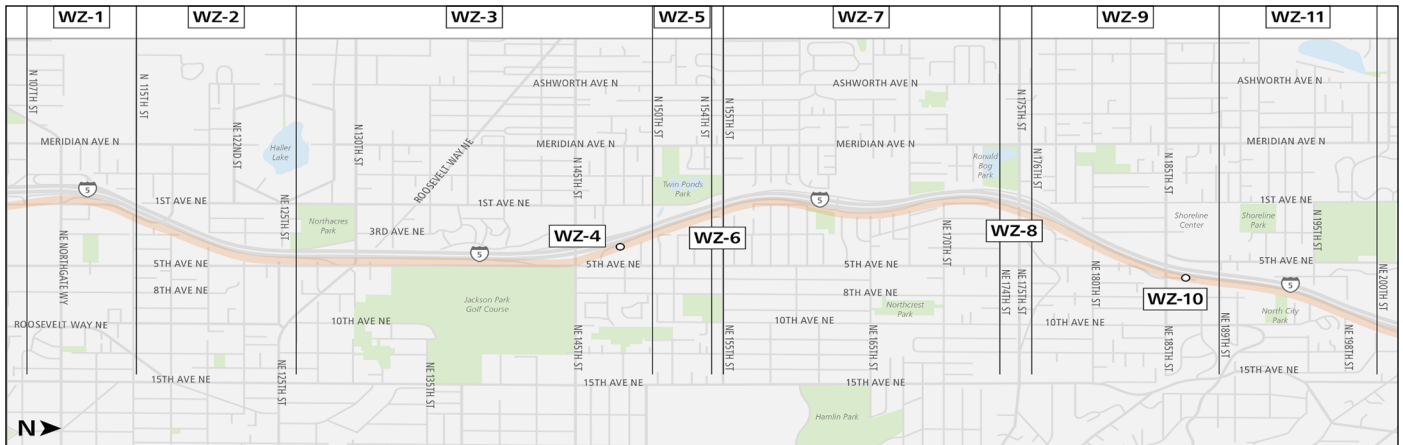 WZ-1
WZ-2
WZ-3
WZ-5
WZ-7
WZ-9
WZ-11
N 107TH ST
N 115TH ST
ASHWORTH AVE N
ASHWORTH AVE N
ASHWORTH AVE N
N 150TH ST
N 154TH ST
N 155TH ST
N 175TH ST
MERIDIAN AVE N
NE 122ND ST
Haller
Lake
N 130TH ST
ROOSEVELT WAY NE
MERIDIAN AVE N
N 145TH ST
MERIDIAN AVE N
Ronald
Bog
Park
N 176TH ST
N 185TH ST
MERIDIAN AVE N
5
1ST AVE NE
NE 125TH ST
Northacres
Park
1ST AVE NE
Twin Ponds
Park
5
1ST AVE NE
Shoreline
Center
Shoreline
Park
N 195TH ST
3RD AVE NE
WZ-4
WZ-6
WZ-8
NE NORTHGATE WY
5TH AVE NE
5
5TH AVE NE
5TH AVE NE
NE 170TH ST
5TH AVE NE
8TH AVE NE
8TH AVE NE
NE 174TH ST
NE 175TH ST
NE 180TH ST
WZ-10
5
NE 200TH ST
Jackson Park
Golf Course
Northcrest
Park
North City
Park
ROOSEVELT WAY NE
10TH AVE NE
10TH AVE NE
10TH AVE NE
NE 125TH ST
NE 135TH ST
NE 145TH ST
NE 155TH ST
NE 165TH ST
NE 185TH ST
NE 189TH ST
NE 198TH ST
15TH AVE NE
15TH AVE NE
15TH AVE NE
15TH AVE NE
Hamlin Park
N